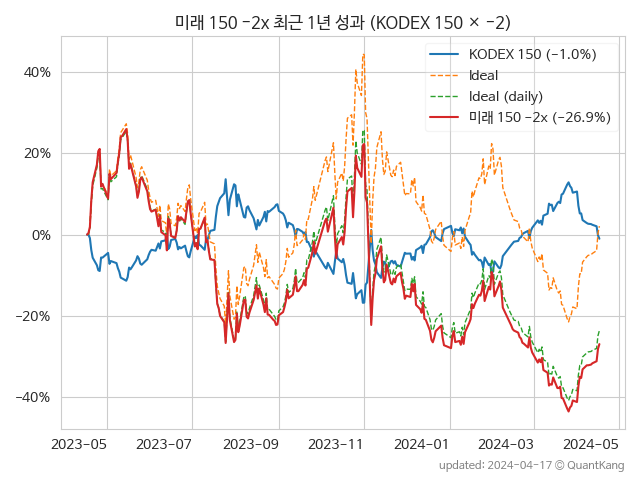 미래 150 −2x 최근 1년 성과 (KODEX 150 × −2)
KODEX 150 (−1.0%)
Ideal
Ideal (daily)
미래 150 −2x (−26.9%)
40%
20%
0%
−20%
−40%
2023-05 2023-07 2023-09 2023-11 2024-01 2024-03 2024-05
updated: 2024-04-17 © QuantKang